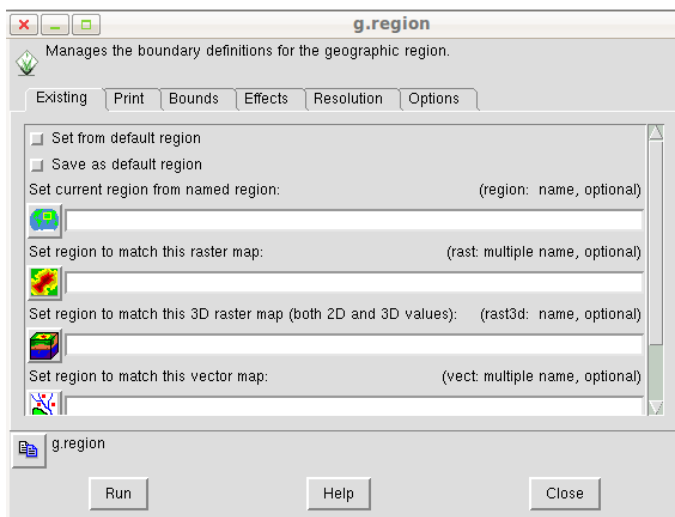 g.region
Manages the boundary definitions for the geographic region.
Existing Print Bounds Effects Resolution Options
Set from default region
Save as default region
Set current region from named region: (region: name, optional)
Set region to match this raster map: (rast: multiple name, optional)
Set region to match this 3D raster map (both 2D and 3D values): (rast3d: name, optional)
Set region to match this vector map: (vect: multiple name, optional)
g.region
Run Help Close